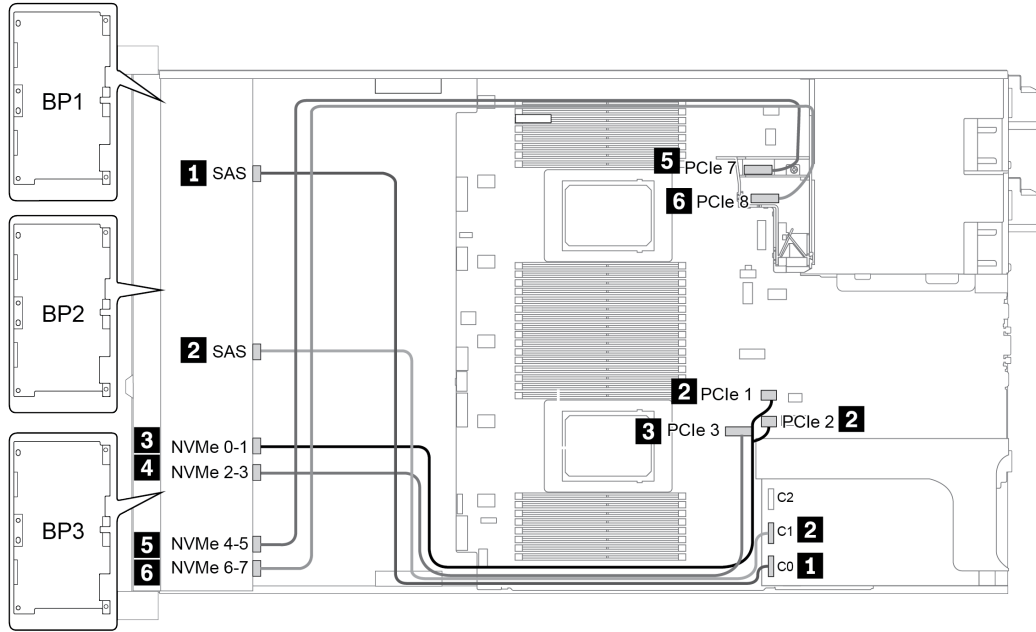 BP1
1 SAS
5 PCIe 7
6 PCIe 8
BP2
2 SAS
2 PCIe 1
PCIe 2 2
3 PCIe 3
3 NVMe 0-1
4 NVMe 2-3
C2
BP3
C1 2
5 NVMe 4-5
C0 1
6 NVMe 6-7